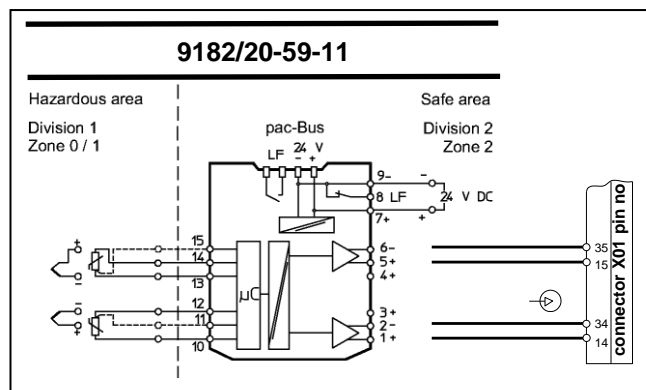 9182/20-59-11
Hazardous area
Safe area
Division 1
Zone 0 / 1
pac-Bus
Division 2
Zone 2
LF 24 V
- +
9-
8 LF
7+
-
24 V DC
+
15
14
13
12
11
10
µC
6-
5+
4+
3+
2-
1+
+
-
-
+
35
15
34
14
connector X01 pin no